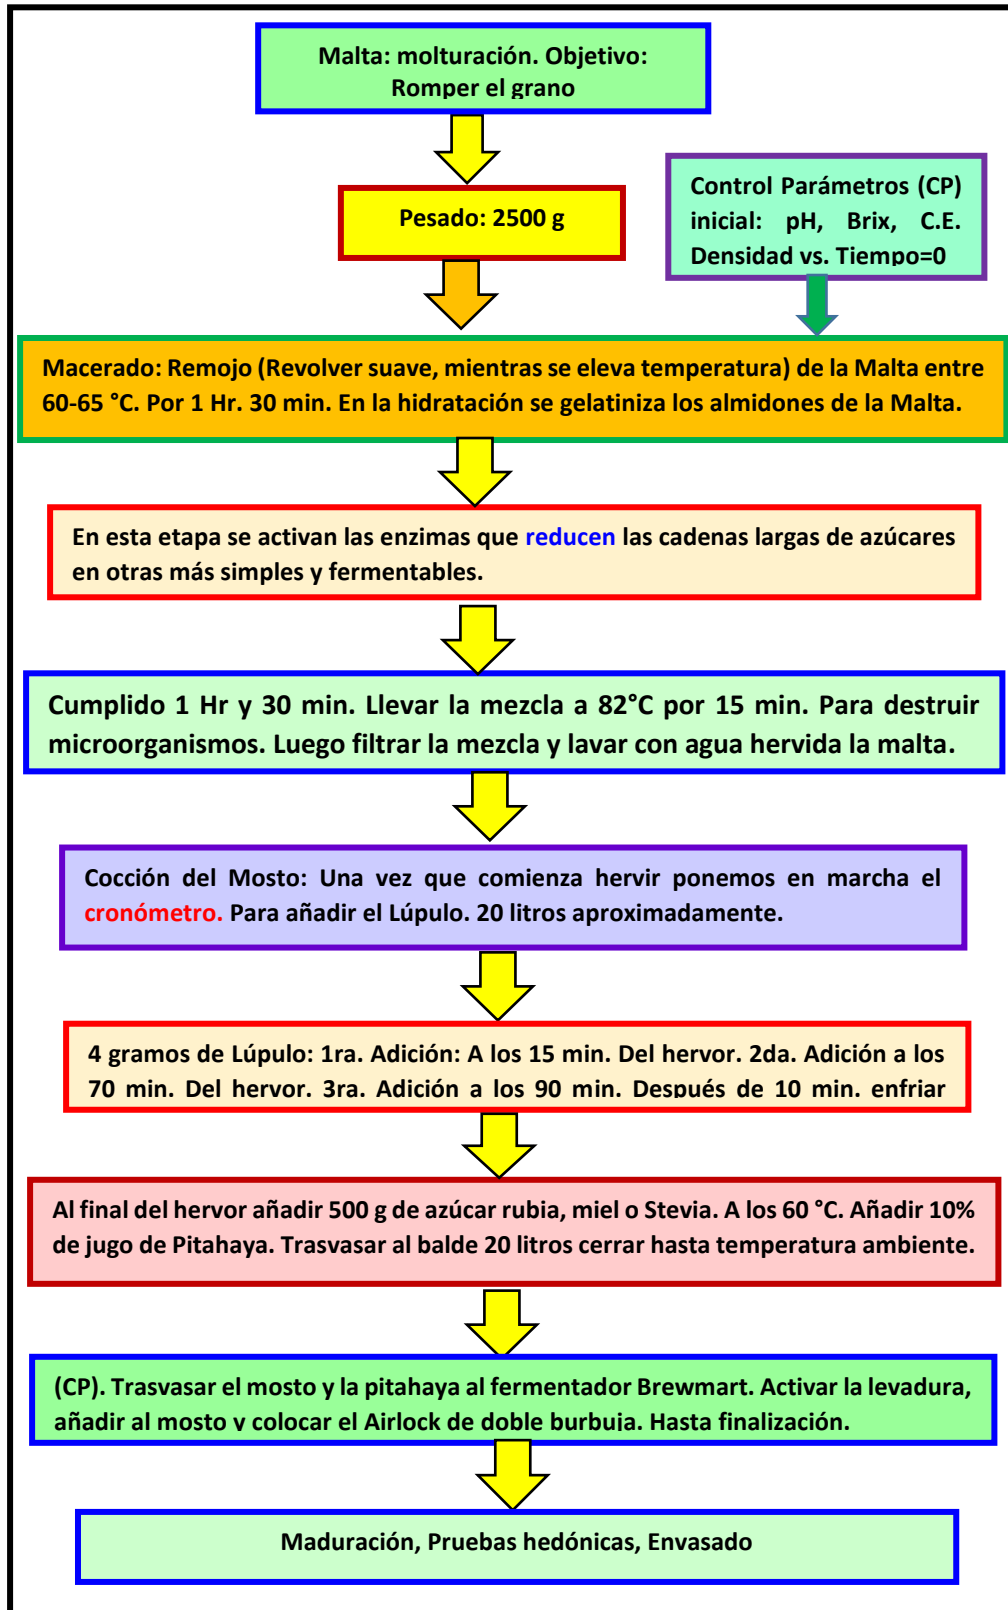 Malta: molturación. Objetivo:
Romper el grano
Pesado: 2500 g
Control Parámetros (CP)
inicial: pH, Brix, C.E.
Densidad vs. Tiempo=0
Macerado: Remojo (Revolver suave, mientras se eleva temperatura) de la Malta entre
60-65 °C. Por 1 Hr. 30 min. En la hidratación se gelatiniza los almidones de la Malta.
En esta etapa se activan las enzimas que reducen las cadenas largas de azúcares
en otras más simples y fermentables.
Cumplido 1 Hr y 30 min. Llevar la mezcla a 82°C por 15 min. Para destruir
microorganismos. Luego filtrar la mezcla y lavar con agua hervida la malta.
Cocción del Mosto: Una vez que comienza hervir ponemos en marcha el
cronómetro. Para añadir el Lúpulo. 20 litros aproximadamente.
4 gramos de Lúpulo: 1ra. Adición: A los 15 min. Del hervor. 2da. Adición a los
70 min. Del hervor. 3ra. Adición a los 90 min. Después de 10 min. enfriar
Al final del hervor añadir 500 g de azúcar rubia, miel o Stevia. A los 60 °C. Añadir 10%
de jugo de Pitahaya. Trasvasar al balde 20 litros cerrar hasta temperatura ambiente.
(CP). Trasvasar el mosto y la pitahaya al fermentador Brewmart. Activar la levadura,
añadir al mosto y colocar el Airlock de doble burbuja. Hasta finalización.
Maduración, Pruebas hedónicas, Envasado